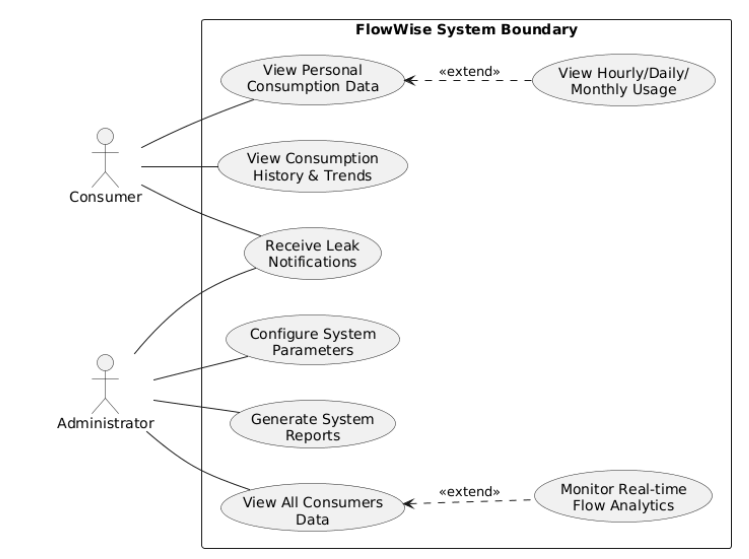 FlowWise System Boundary
View Personal
Consumption Data
«extend»
View Hourly/Daily/
Monthly Usage
View Consumption
History & Trends
Consumer
Receive Leak
Notifications
Configure System
Parameters
Administrator
Generate System
Reports
View All Consumers
Data
«extend»
Monitor Real-time
Flow Analytics